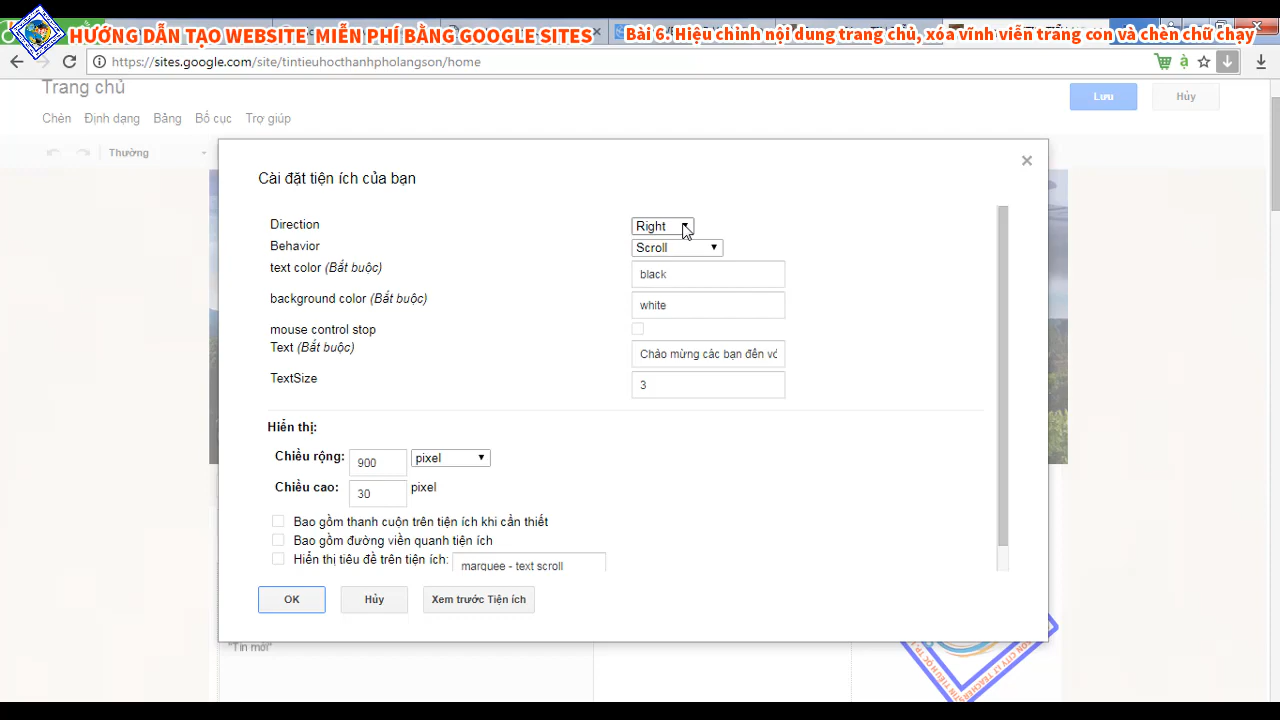 HƯỚNG DẪN TẠO WEBSITE MIỄN PHÍ BẰNG GOOGLE SITES
Bài 6. Hiệu chỉnh nội dung trang chủ, xóa vĩnh viễn trang con và chèn chữ chạy
https://sites.google.com/site/tintieuhocthanhpholangson/home
Trang chủ
Lưu
Hủy
Chèn Định dạng Bảng Bố cục Trợ giúp
Thường
Cài đặt tiện ích của bạn
Direction Right
Behavior Scroll
text color (Bắt buộc) black
background color (Bắt buộc) white
mouse control stop
Text (Bắt buộc) Chào mừng các bạn đến vớ
TextSize 3
Hiển thị:
Chiều rộng: 900 pixel
Chiều cao: 30 pixel
Bao gồm thanh cuộn trên tiện ích khi cần thiết
Bao gồm đường viền quanh tiện ích
Hiển thị tiêu đề trên tiện ích: marquee - text scroll
OK Hủy Xem trước Tiện ích
"Tin mới"